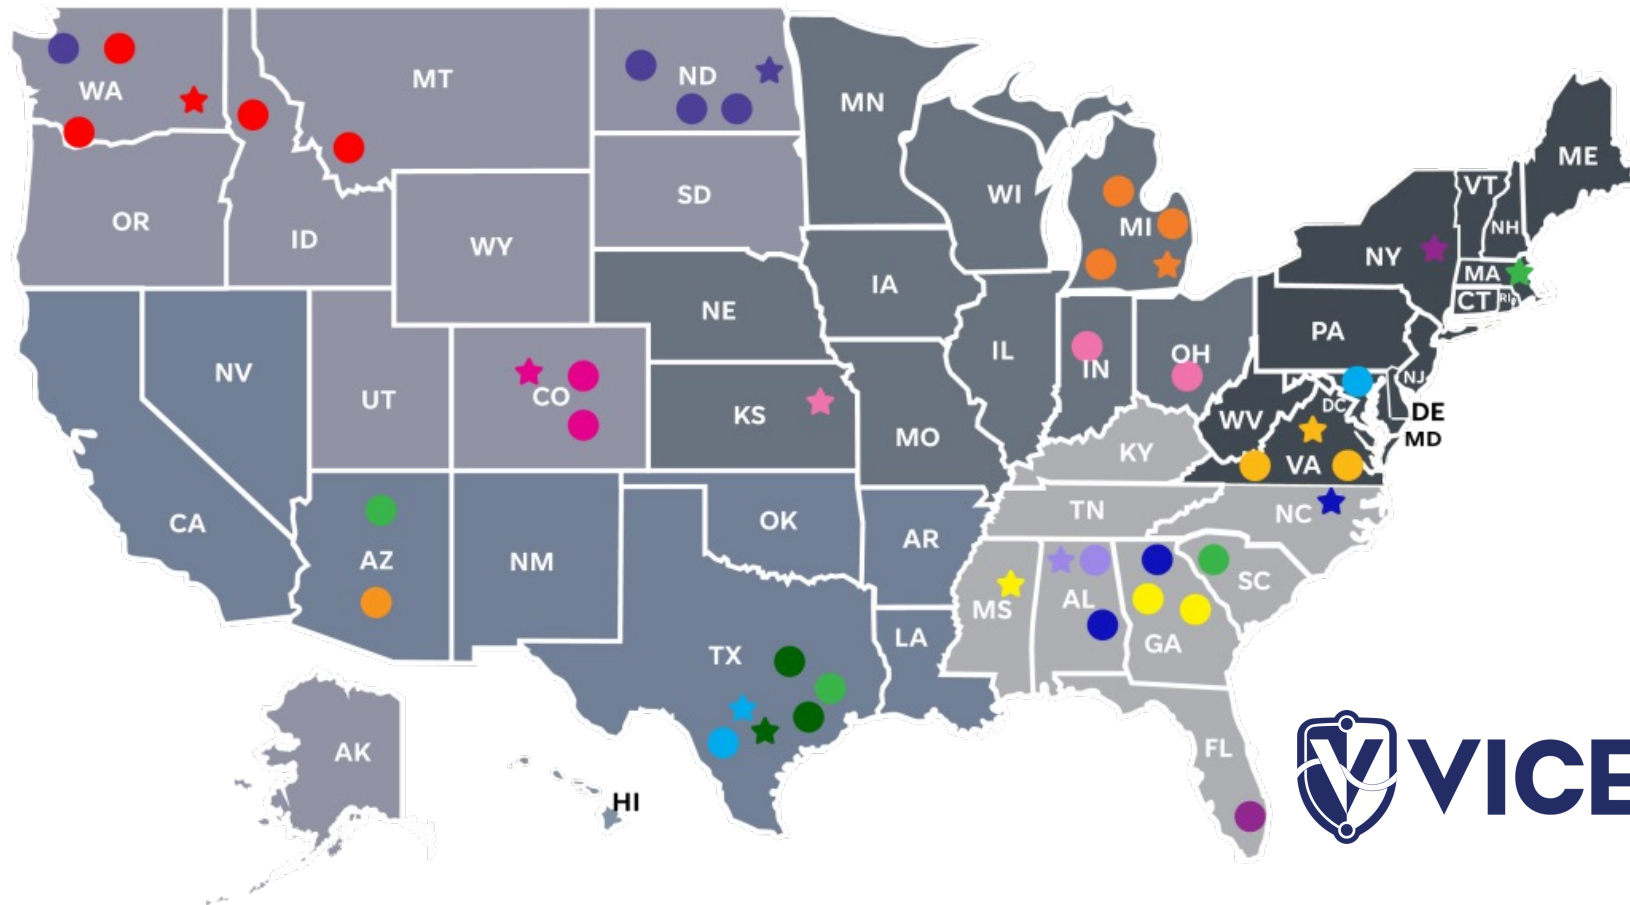 WA
MT
ND
MN
ME
OR
ID
WY
SD
WI
MI
VT
NH
NY
MA
CT
RI
NV
UT
CO
NE
IA
IL
IN
OH
PA
NJ
KS
MO
WV
DC
DE
MD
VA
KY
CA
AZ
NM
OK
AR
TN
NC
MS
AL
GA
SC
TX
LA
AK
HI
FL
VICE